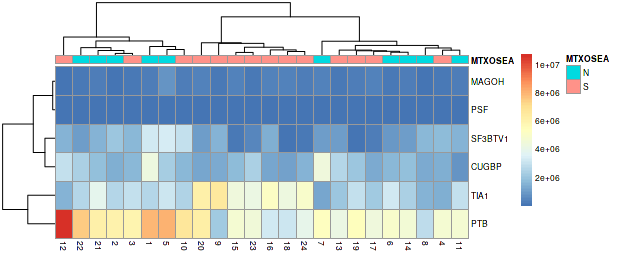 MTXOSEA
MAGOH
PSF
SF3BTV1
CUGBP
TIA1
PTB
12 22 21 2 3 1 5 10 20 9 15 23 16 18 24 7 13 19 17 6 14 8 4 11
1e+07
8e+06
6e+06
4e+06
2e+06
MTXOSEA
N
S